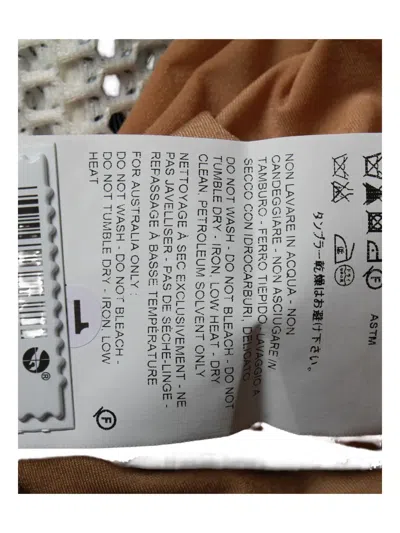 ASTM
F
タンブラー乾燥はお避け下さい。
NON LAVARE IN ACQUA - NON
CANDEGGIARE - NON ASCIUGARE IN
TAMBURO - FERRO TIEPIDO - LAVAGGIO A
SECCO CON IDROCARBURI, DELICATO
DO NOT WASH - DO NOT BLEACH - DO NOT
TUMBLE DRY - IRON, LOW HEAT - DRY
CLEAN, PETROLEUM SOLVENT ONLY
NETTOYAGE À SEC EXCLUSIVEMENT - NE
PAS JAVELLISER - PAS DE SÈCHE-LINGE -
REPASSAGE A BASSE TEMPÉRATURE
FOR AUSTRALIA ONLY :
DO NOT WASH - DO NOT BLEACH -
DO NOT TUMBLE DRY - IRON, LOW
HEAT
F
1